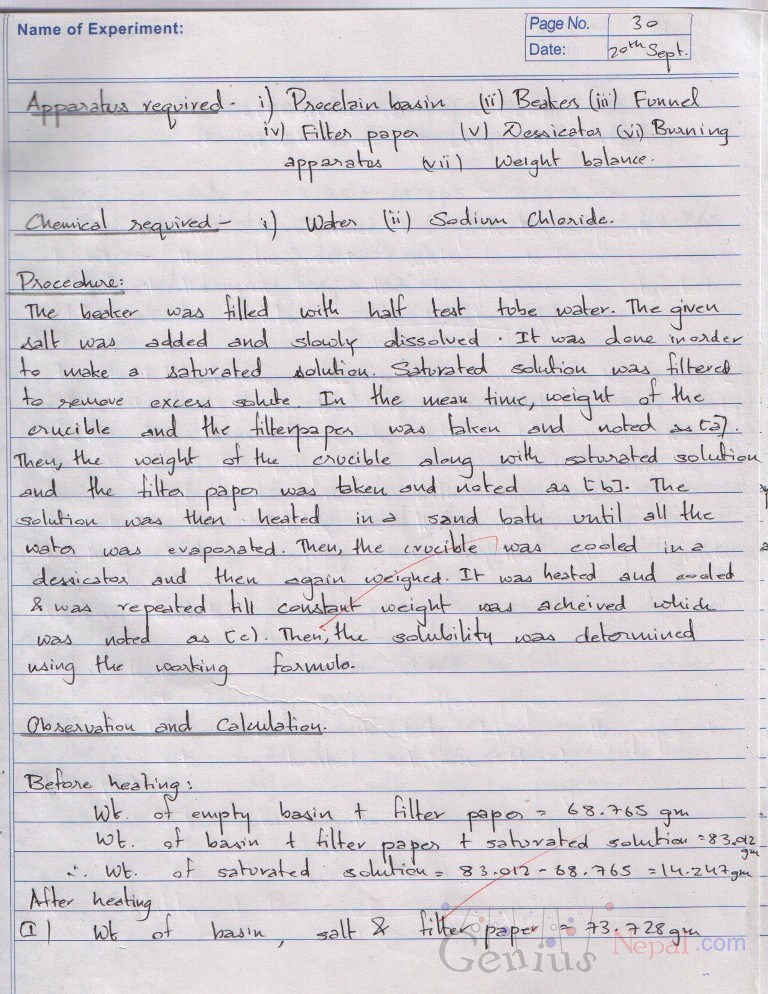 Name of Experiment:
Page No. 30
Date: 20th Sept.
Apparatus required - i) Procelain basin (ii) Beakers (iii) Funnel
iv) Filter paper (v) Dessicator (vi) Burning
apparatus (vii) Weight balance.
Chemical required - i) Water (ii) Sodium Chloride.
Procedure:
The beaker was filled with half test tube water. The given
salt was added and slowly dissolved. It was done inorder
to make a saturated solution. Saturated solution was filtered
to remove excess solute. In the mean time, weight of the
crucible and the filterpaper was taken and noted as [a].
Then, the weight of the crucible along with saturated solution
and the filter paper was taken and noted as [b]. The
solution was then heated in a sand bath until all the
water was evaporated. Then, the crucible was cooled in a
dessicator and then again weighed. It was heated and cooled
& was repeated till constant weight was acheived which
was noted as [c). Then, the solubility was determined
using the working formula.
Observation and Calculation.
Before heating:
Wt. of empty basin + filter paper = 68.765 gm
Wt. of basin + filter paper + saturated solution = 83.012
gm
∴ Wt. of saturated solution = 83.012 - 68.765 = 14.247gm
After heating
(I) Wt of basin, salt & filter paper = 73.728 gm
Genius Nepal.com